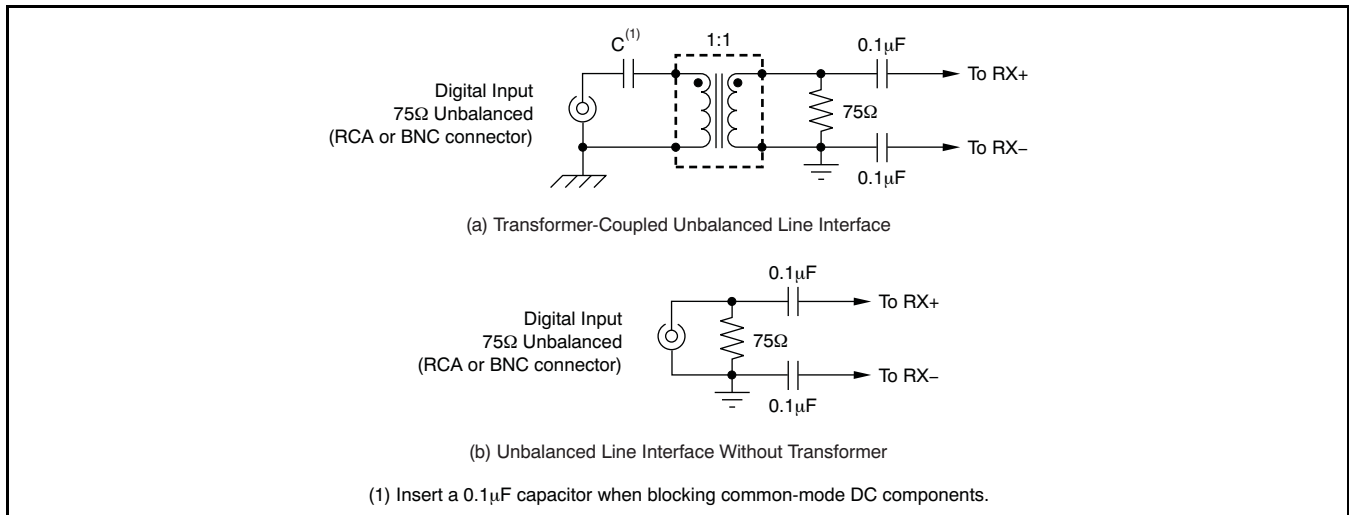 C(1)
1:1
0.1μF
To RX+
Digital Input
75Ω Unbalanced
(RCA or BNC connector)
75Ω
To RX−
0.1μF
(a) Transformer-Coupled Unbalanced Line Interface
0.1μF
To RX+
Digital Input
75Ω Unbalanced
(RCA or BNC connector)
75Ω
To RX−
0.1μF
(b) Unbalanced Line Interface Without Transformer
(1) Insert a 0.1μF capacitor when blocking common-mode DC components.